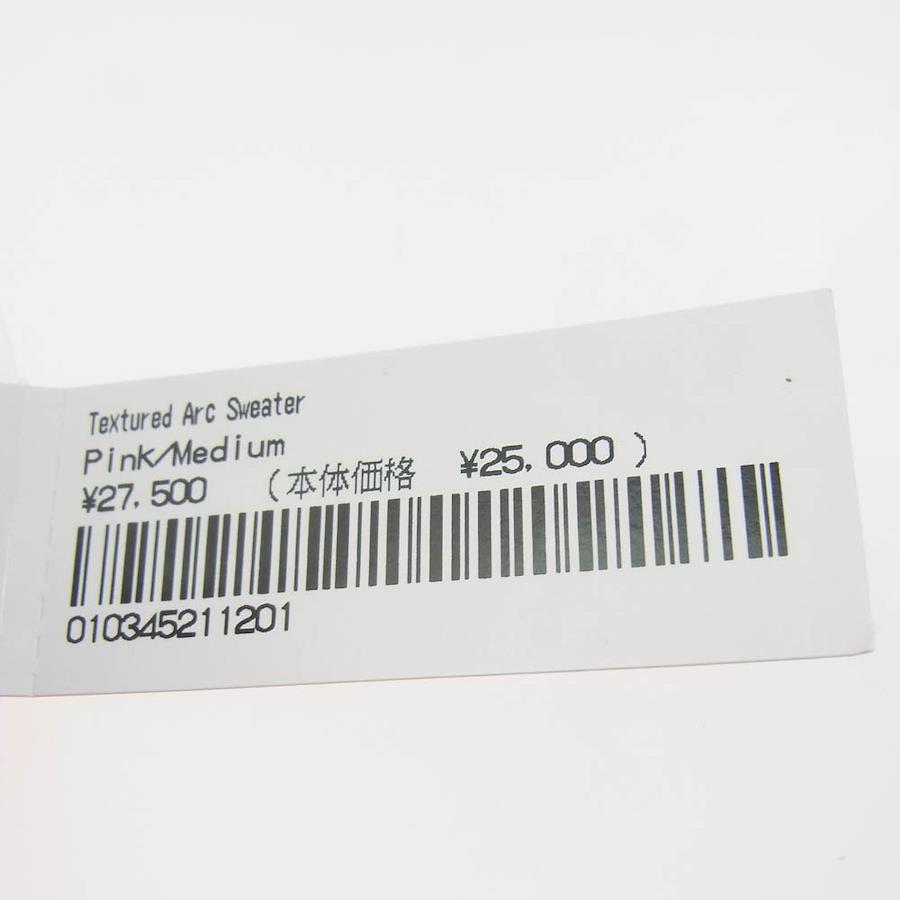 Textured Arc Sweater
Pink/Medium
¥27,500 (本体価格 ¥25,000)
010345211201